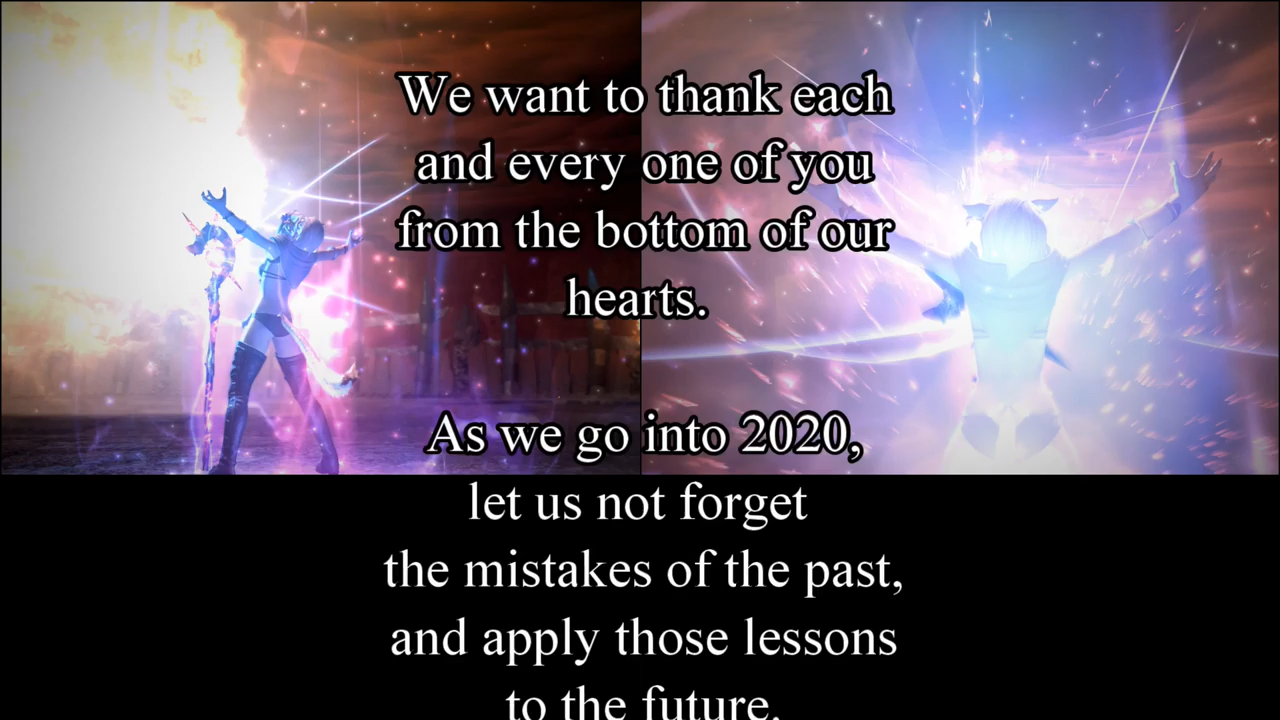 We want to thank each
and every one of you
from the bottom of our
hearts.
As we go into 2020,
let us not forget
the mistakes of the past,
and apply those lessons
to the future.